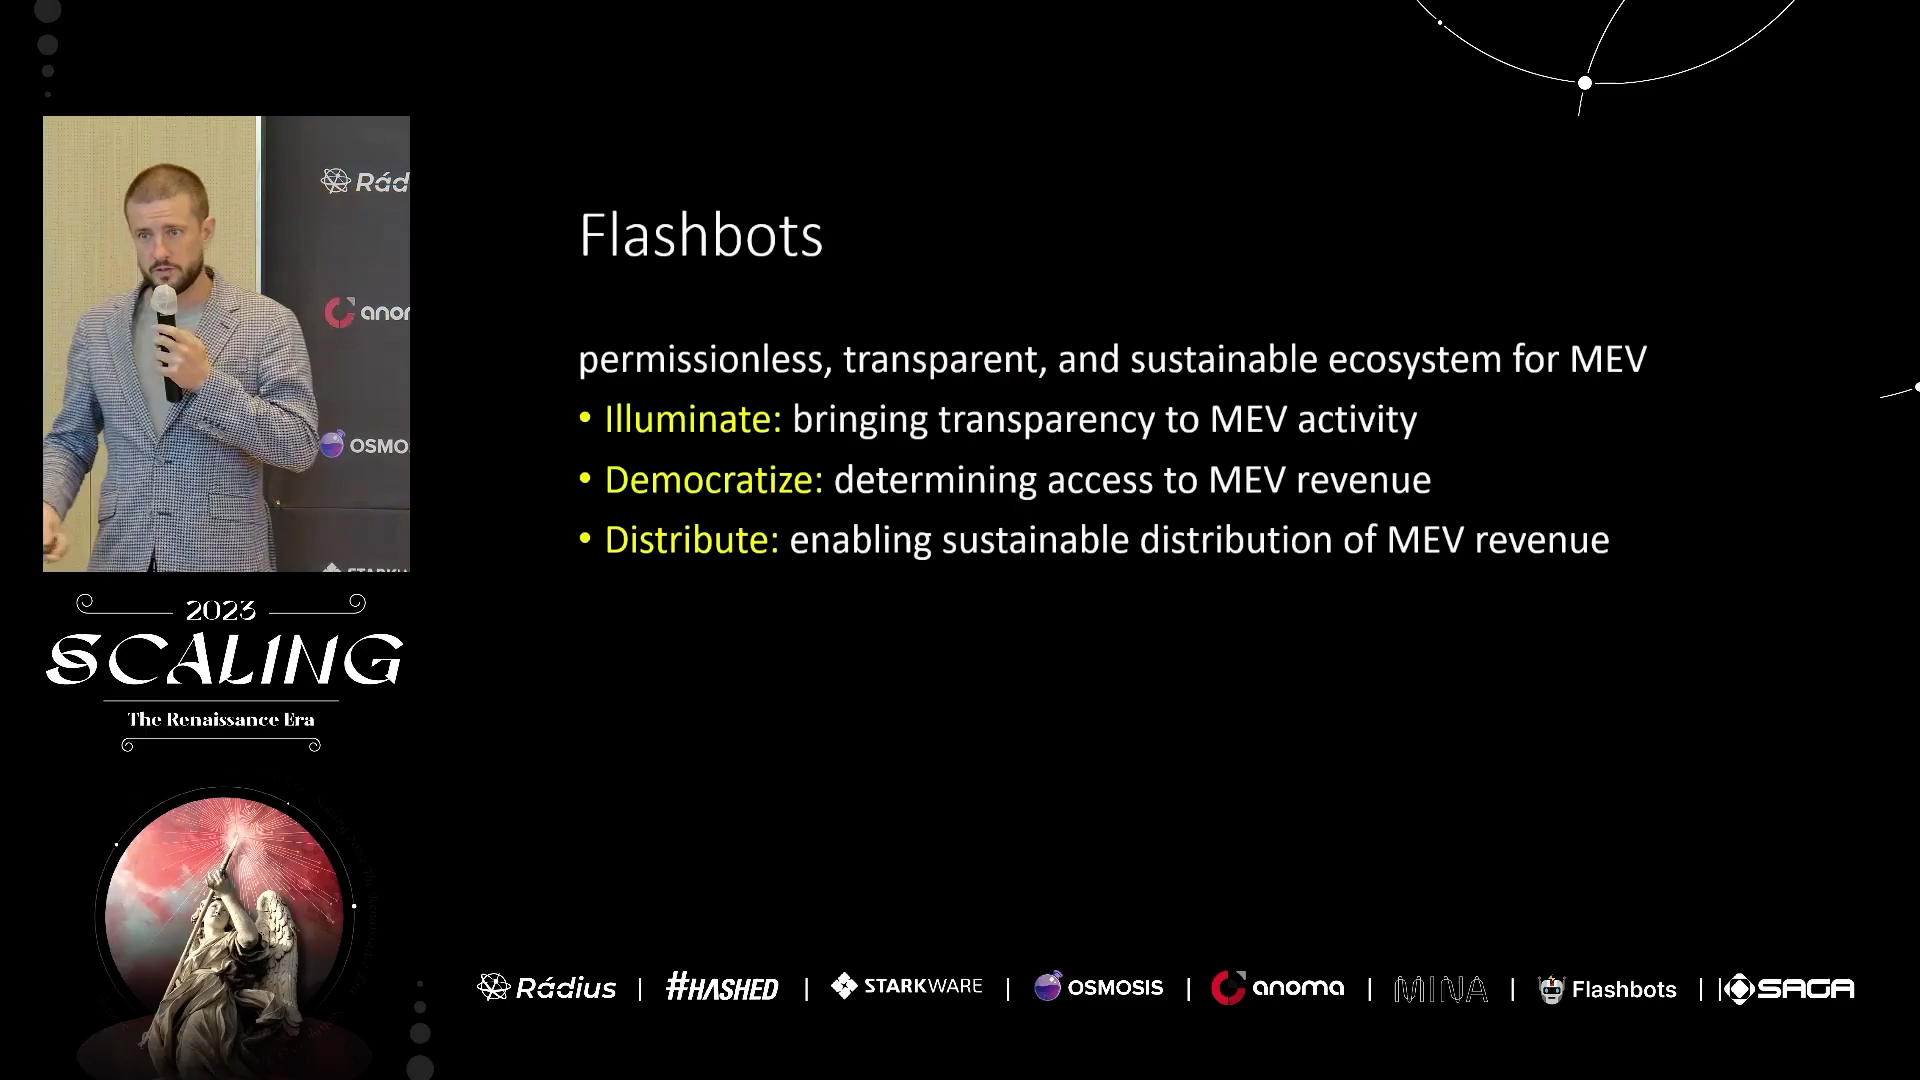 Flashbots
permissionless, transparent, and sustainable ecosystem for MEV
• Illuminate: bringing transparency to MEV activity
• Democratize: determining access to MEV revenue
• Distribute: enabling sustainable distribution of MEV revenue
Rád
anom
OSMO
STARKW
2023
SCALING
The Renaissance Era
Rádius | #HASHED | STARKWARE | OSMOSIS | anoma | MINA | Flashbots | SAGA